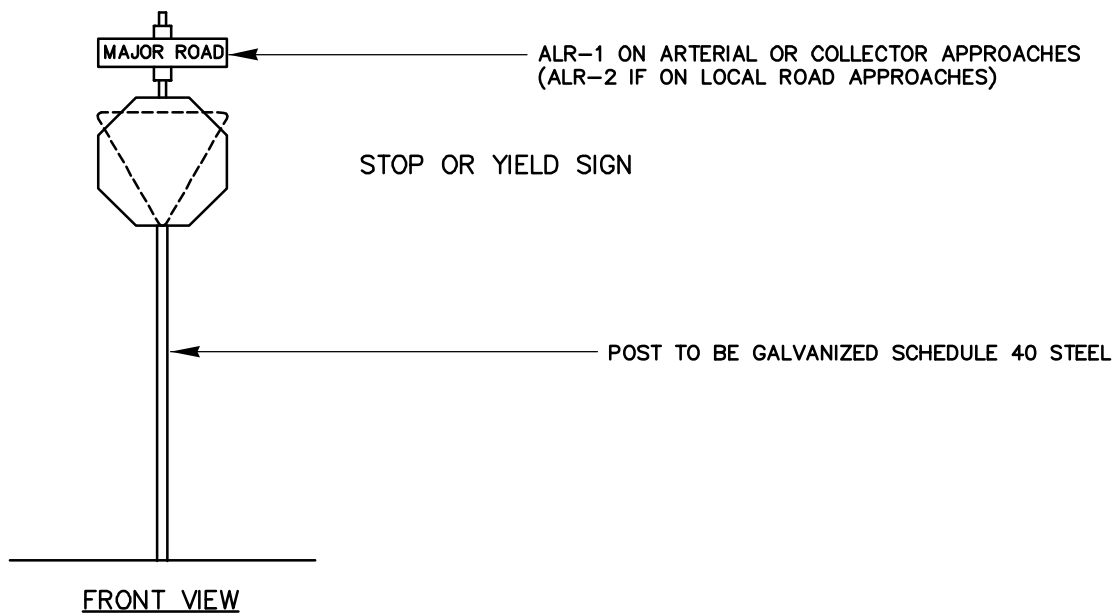 MAJOR ROAD
ALR-1 ON ARTERIAL OR COLLECTOR APPROACHES
(ALR-2 IF ON LOCAL ROAD APPROACHES)
STOP OR YIELD SIGN
POST TO BE GALVANIZED SCHEDULE 40 STEEL
FRONT VIEW